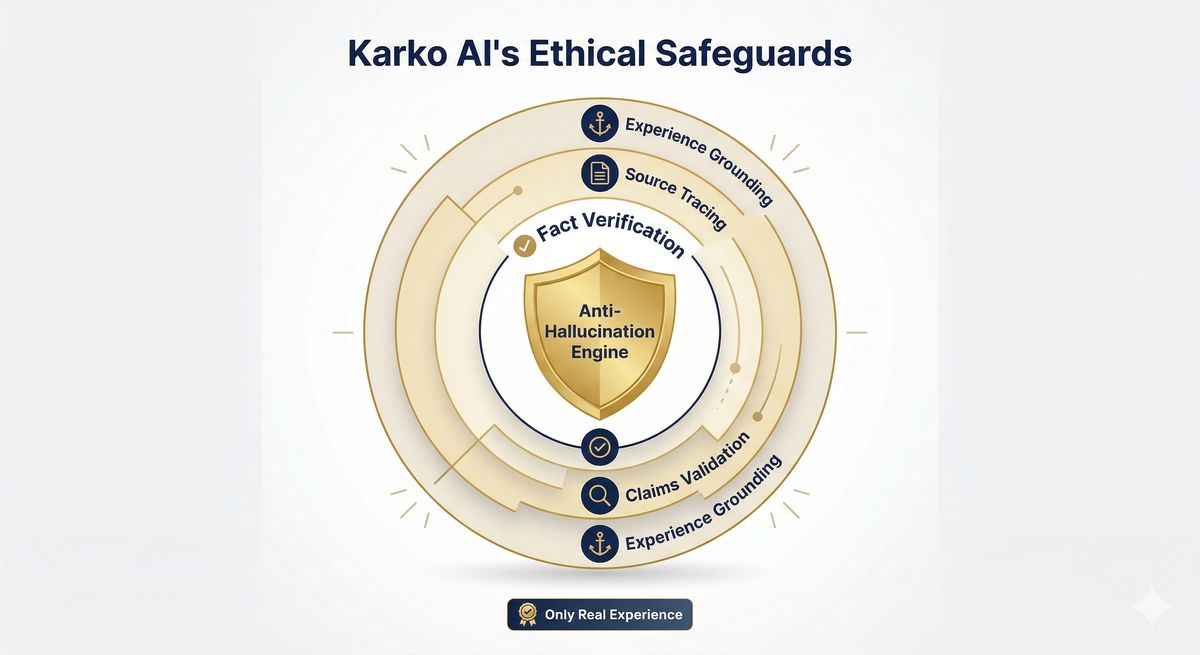 Karko AI's Ethical Safeguards
Experience Grounding
Source Tracing
Fact Verification
Anti-
Hallucination
Engine
Claims Validation
Experience Grounding
Only Real Experience